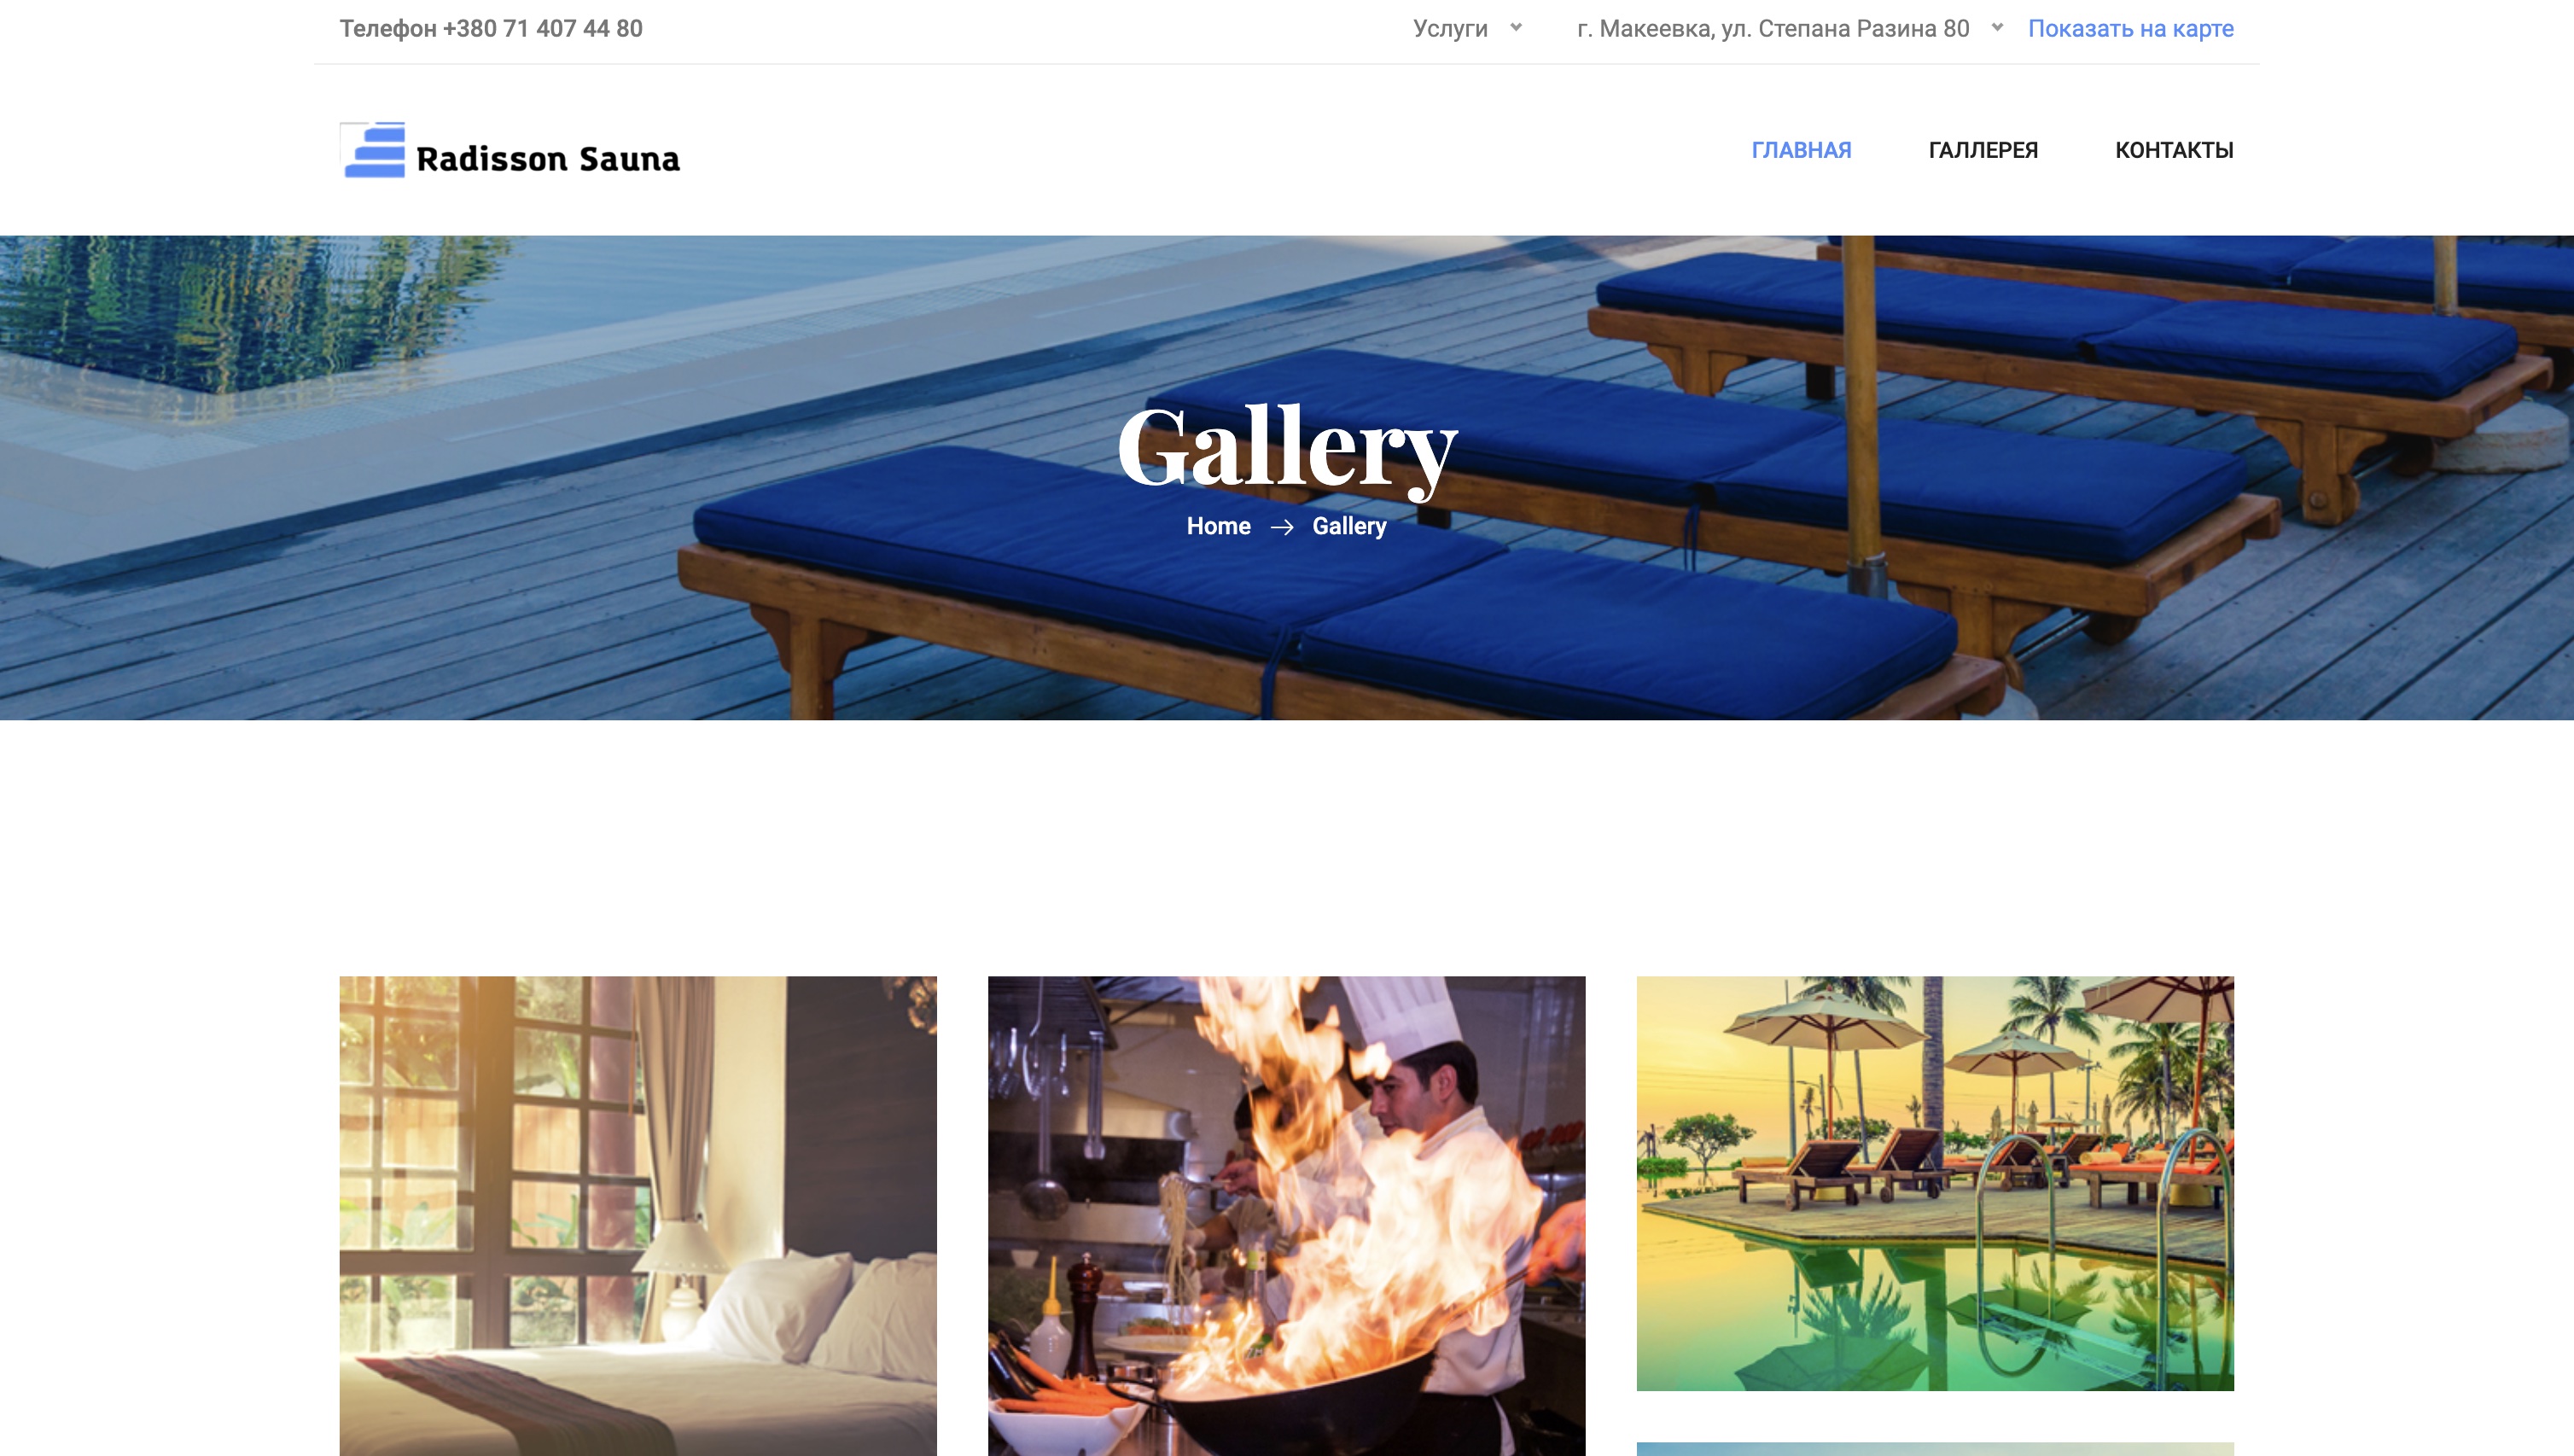 Телефон +380 71 407 44 80
Услуги г. Макеевка, ул. Степана Разина 80 Показать на карте
Radisson Sauna
ГЛАВНАЯ ГАЛЛЕРЕЯ КОНТАКТЫ
Gallery
Home → Gallery